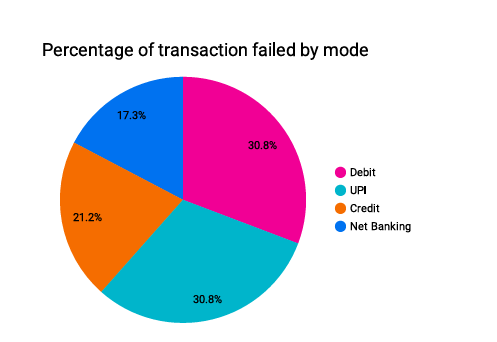 Percentage of transaction failed by mode
17.3%
30.8%
21.2%
30.8%
Debit
UPI
Credit
Net Banking